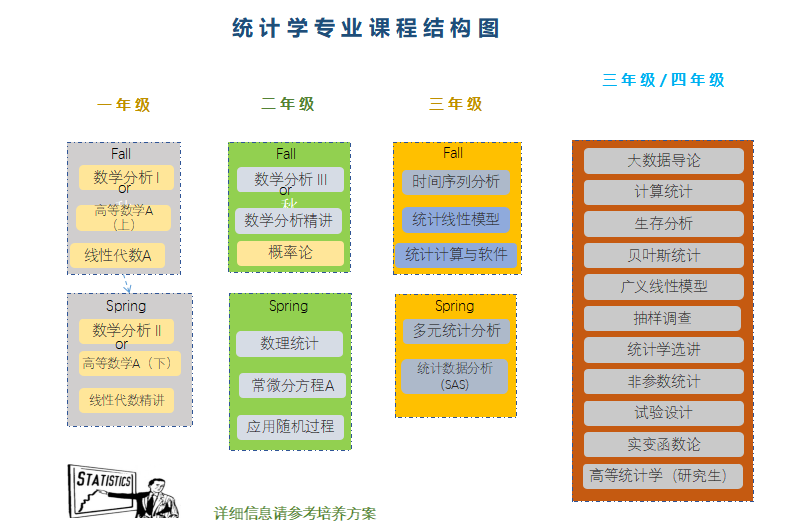 统计学专业课程结构图
一年级
二年级
三年级
三年级/四年级
Fall
数学分析 I
or
高等数学A
（上）
线性代数A
Spring
数学分析 II
or
高等数学A（下）
线性代数精讲
Fall
数学分析 III
or
秋
数学分析精讲
概率论
Spring
数理统计
常微分方程A
应用随机过程
Fall
时间序列分析
统计线性模型
统计计算与软件
Spring
多元统计分析
统计数据分析
(SAS)
大数据导论
计算统计
生存分析
贝叶斯统计
广义线性模型
抽样调查
统计学选讲
非参数统计
试验设计
实变函数论
高等统计学（研究生）
STATISTICS
详细信息请参考培养方案